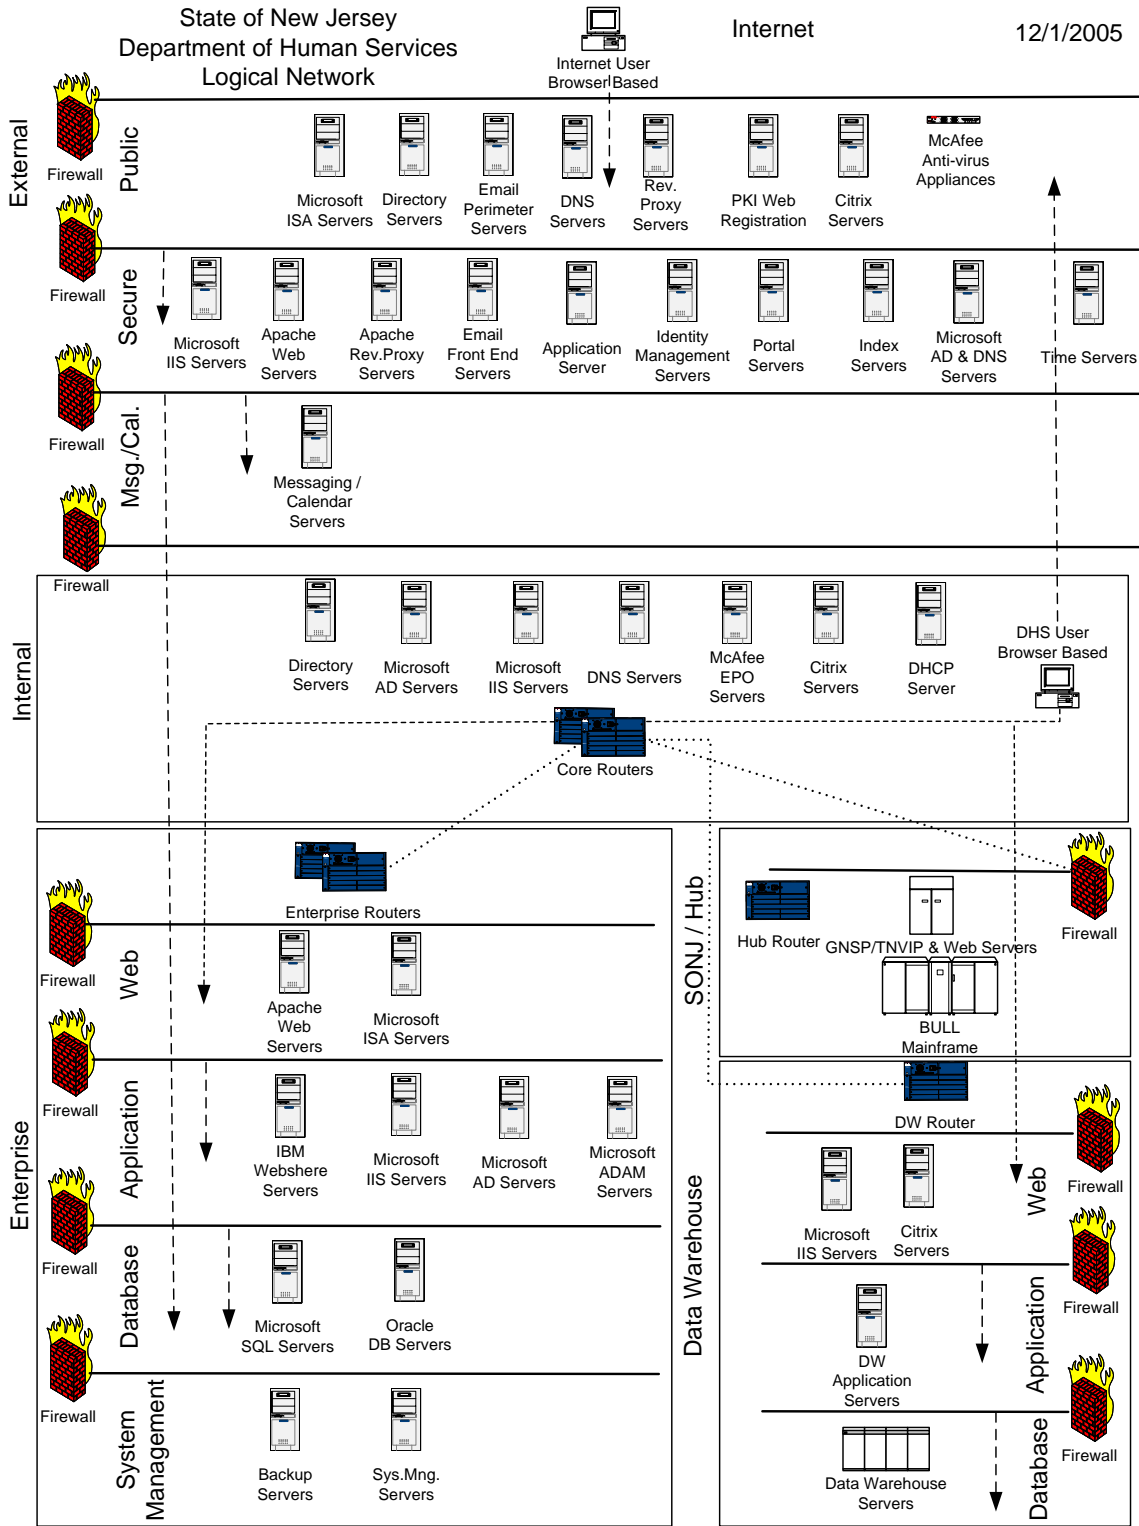 State of New Jersey
Department of Human Services
Logical Network
Internet
12/1/2005
Internet User
Browser Based
External
Public
Firewall
Microsoft
ISA Servers
Directory
Servers
Email
Perimeter
Servers
DNS
Servers
Rev.
Proxy
Servers
PKI Web
Registration
Citrix
Servers
McAfee
Anti-virus
Appliances
Firewall
Secure
Microsoft
IIS Servers
Apache
Web
Servers
Apache
Rev.Proxy
Servers
Email
Front End
Servers
Application
Server
Identity
Management
Servers
Portal
Servers
Index
Servers
Microsoft
AD & DNS
Servers
Time Servers
Firewall
Msg./Cal.
Messaging /
Calendar
Servers
Firewall
Internal
Directory
Servers
Microsoft
AD Servers
Microsoft
IIS Servers
DNS Servers
McAfee
EPO
Servers
Citrix
Servers
DHCP
Server
DHS User
Browser Based
Core Routers
Enterprise
Enterprise Routers
Firewall
Web
Apache
Web
Servers
Microsoft
ISA Servers
Firewall
Application
IBM
Webshere
Servers
Microsoft
IIS Servers
Microsoft
AD Servers
Microsoft
ADAM
Servers
Firewall
Database
Microsoft
SQL Servers
Oracle
DB Servers
Firewall
System
Management
Backup
Servers
Sys.Mng.
Servers
SONJ / Hub
Hub Router
GNSP/TNVIP & Web Servers
Firewall
BULL
Mainframe
Data Warehouse
DW Router
Firewall
Web
Microsoft
IIS Servers
Citrix
Servers
Firewall
Application
DW
Application
Servers
Firewall
Database
Data Warehouse
Servers